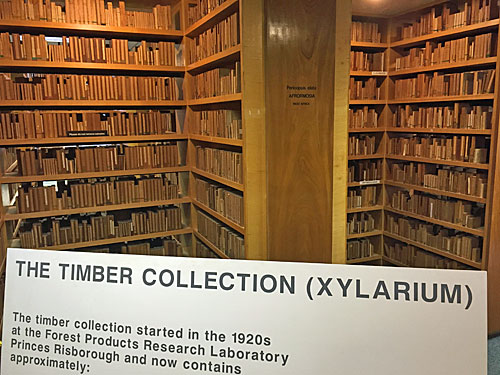 AFRORMOSIA
THE TIMBER COLLECTION (XYLARIUM)
The timber collection started in the 1920s
at the Forest Products Research Laboratory
Princes Risborough and now contains
approximately: